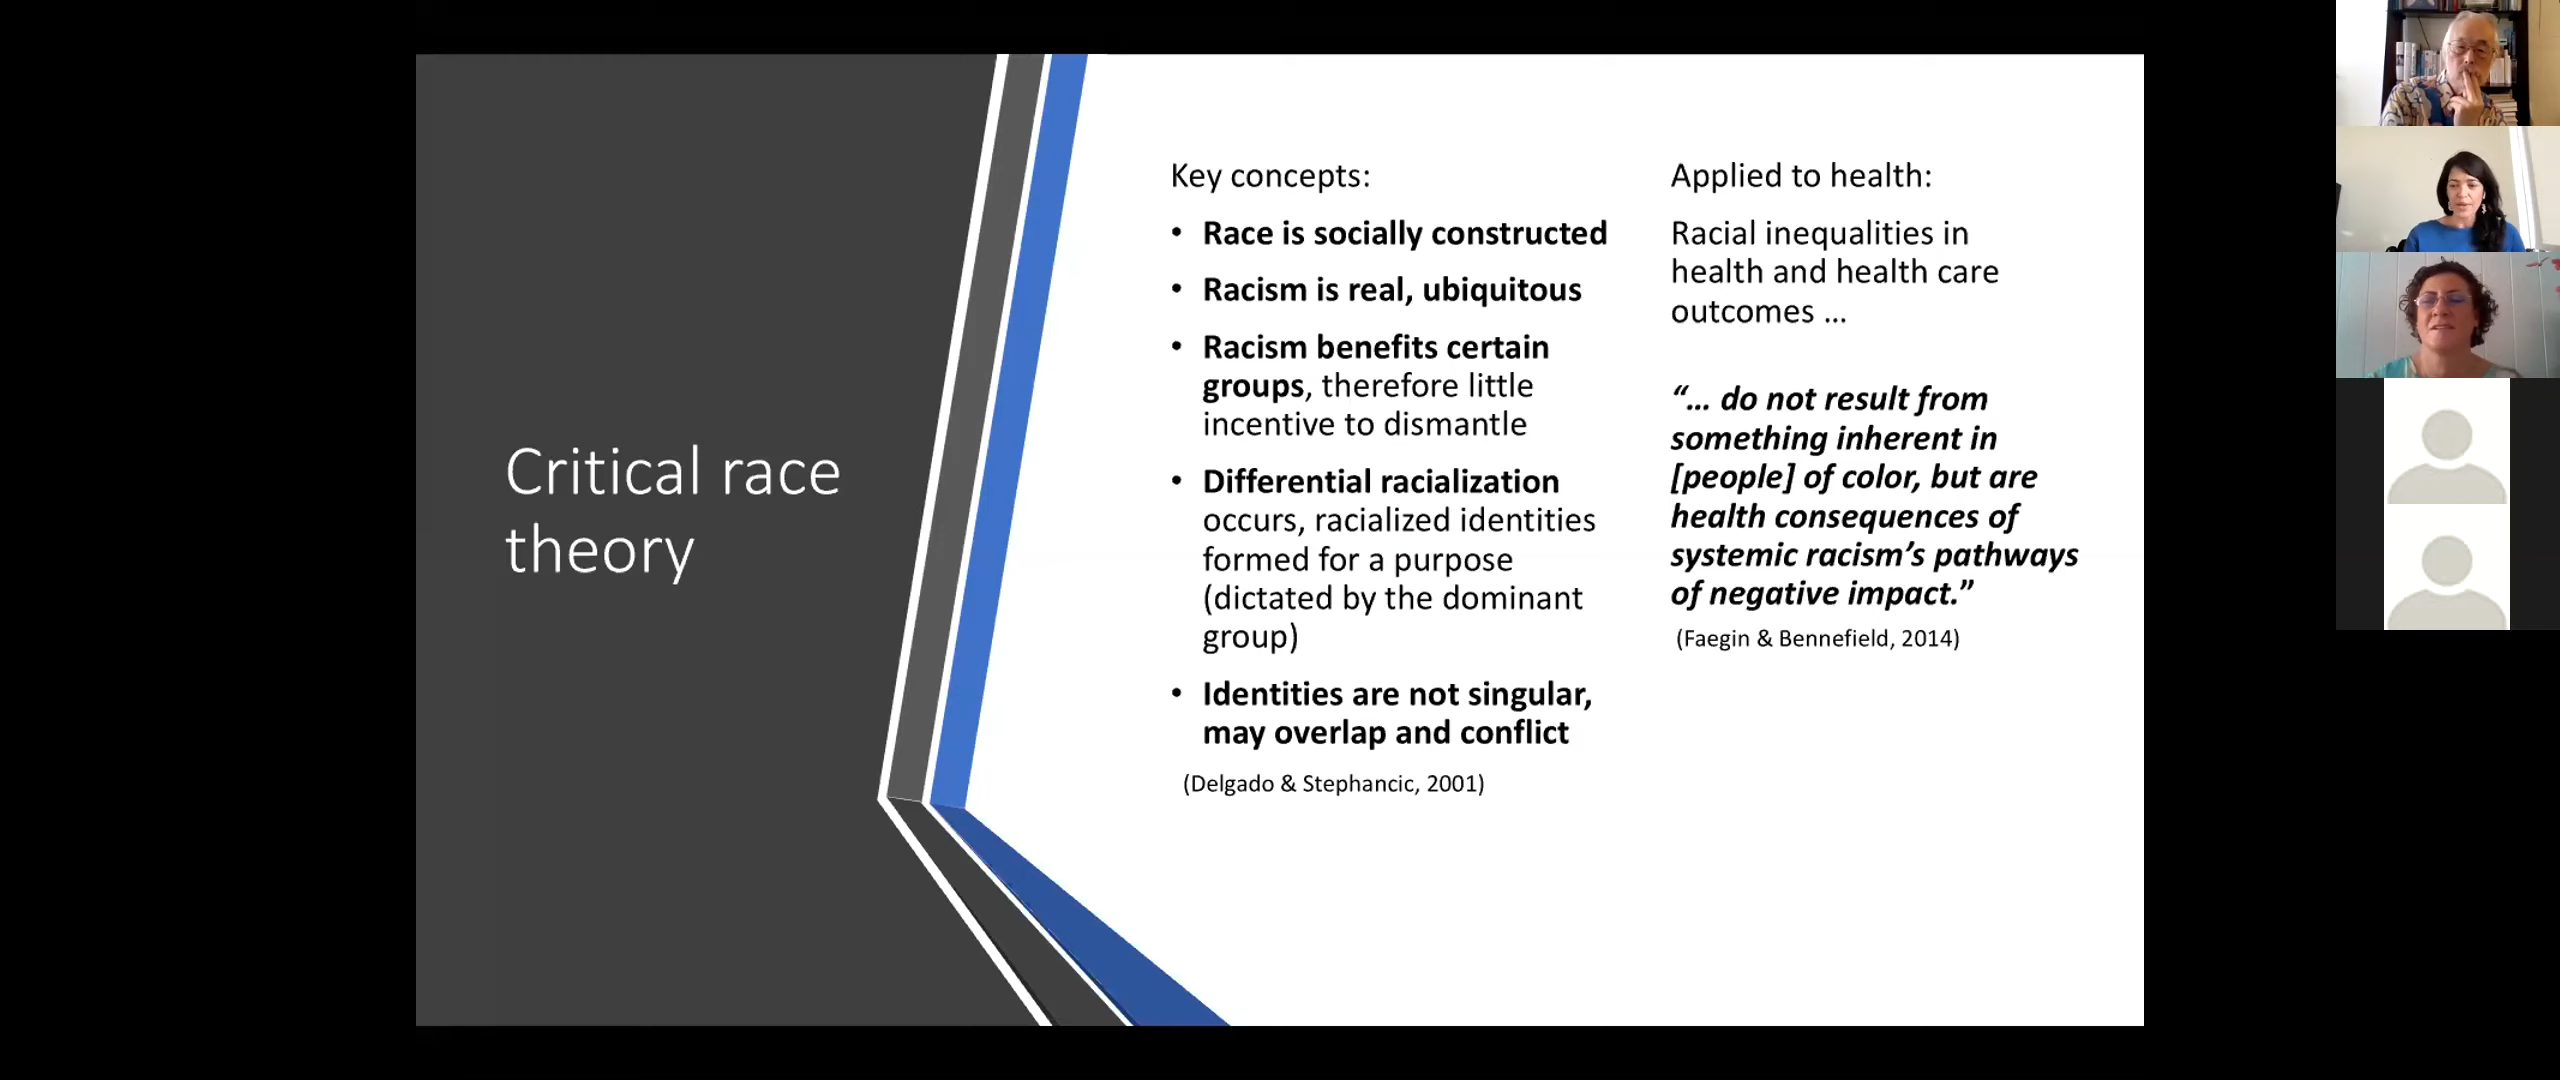 Critical race
theory
Key concepts:
• Race is socially constructed
• Racism is real, ubiquitous
• Racism benefits certain
groups, therefore little
incentive to dismantle
• Differential racialization
occurs, racialized identities
formed for a purpose
(dictated by the dominant
group)
• Identities are not singular,
may overlap and conflict
(Delgado & Stephancic, 2001)
Applied to health:
Racial inequalities in
health and health care
outcomes ...
“... do not result from
something inherent in
[people] of color, but are
health consequences of
systemic racism’s pathways
of negative impact.”
(Faegin & Bennefield, 2014)